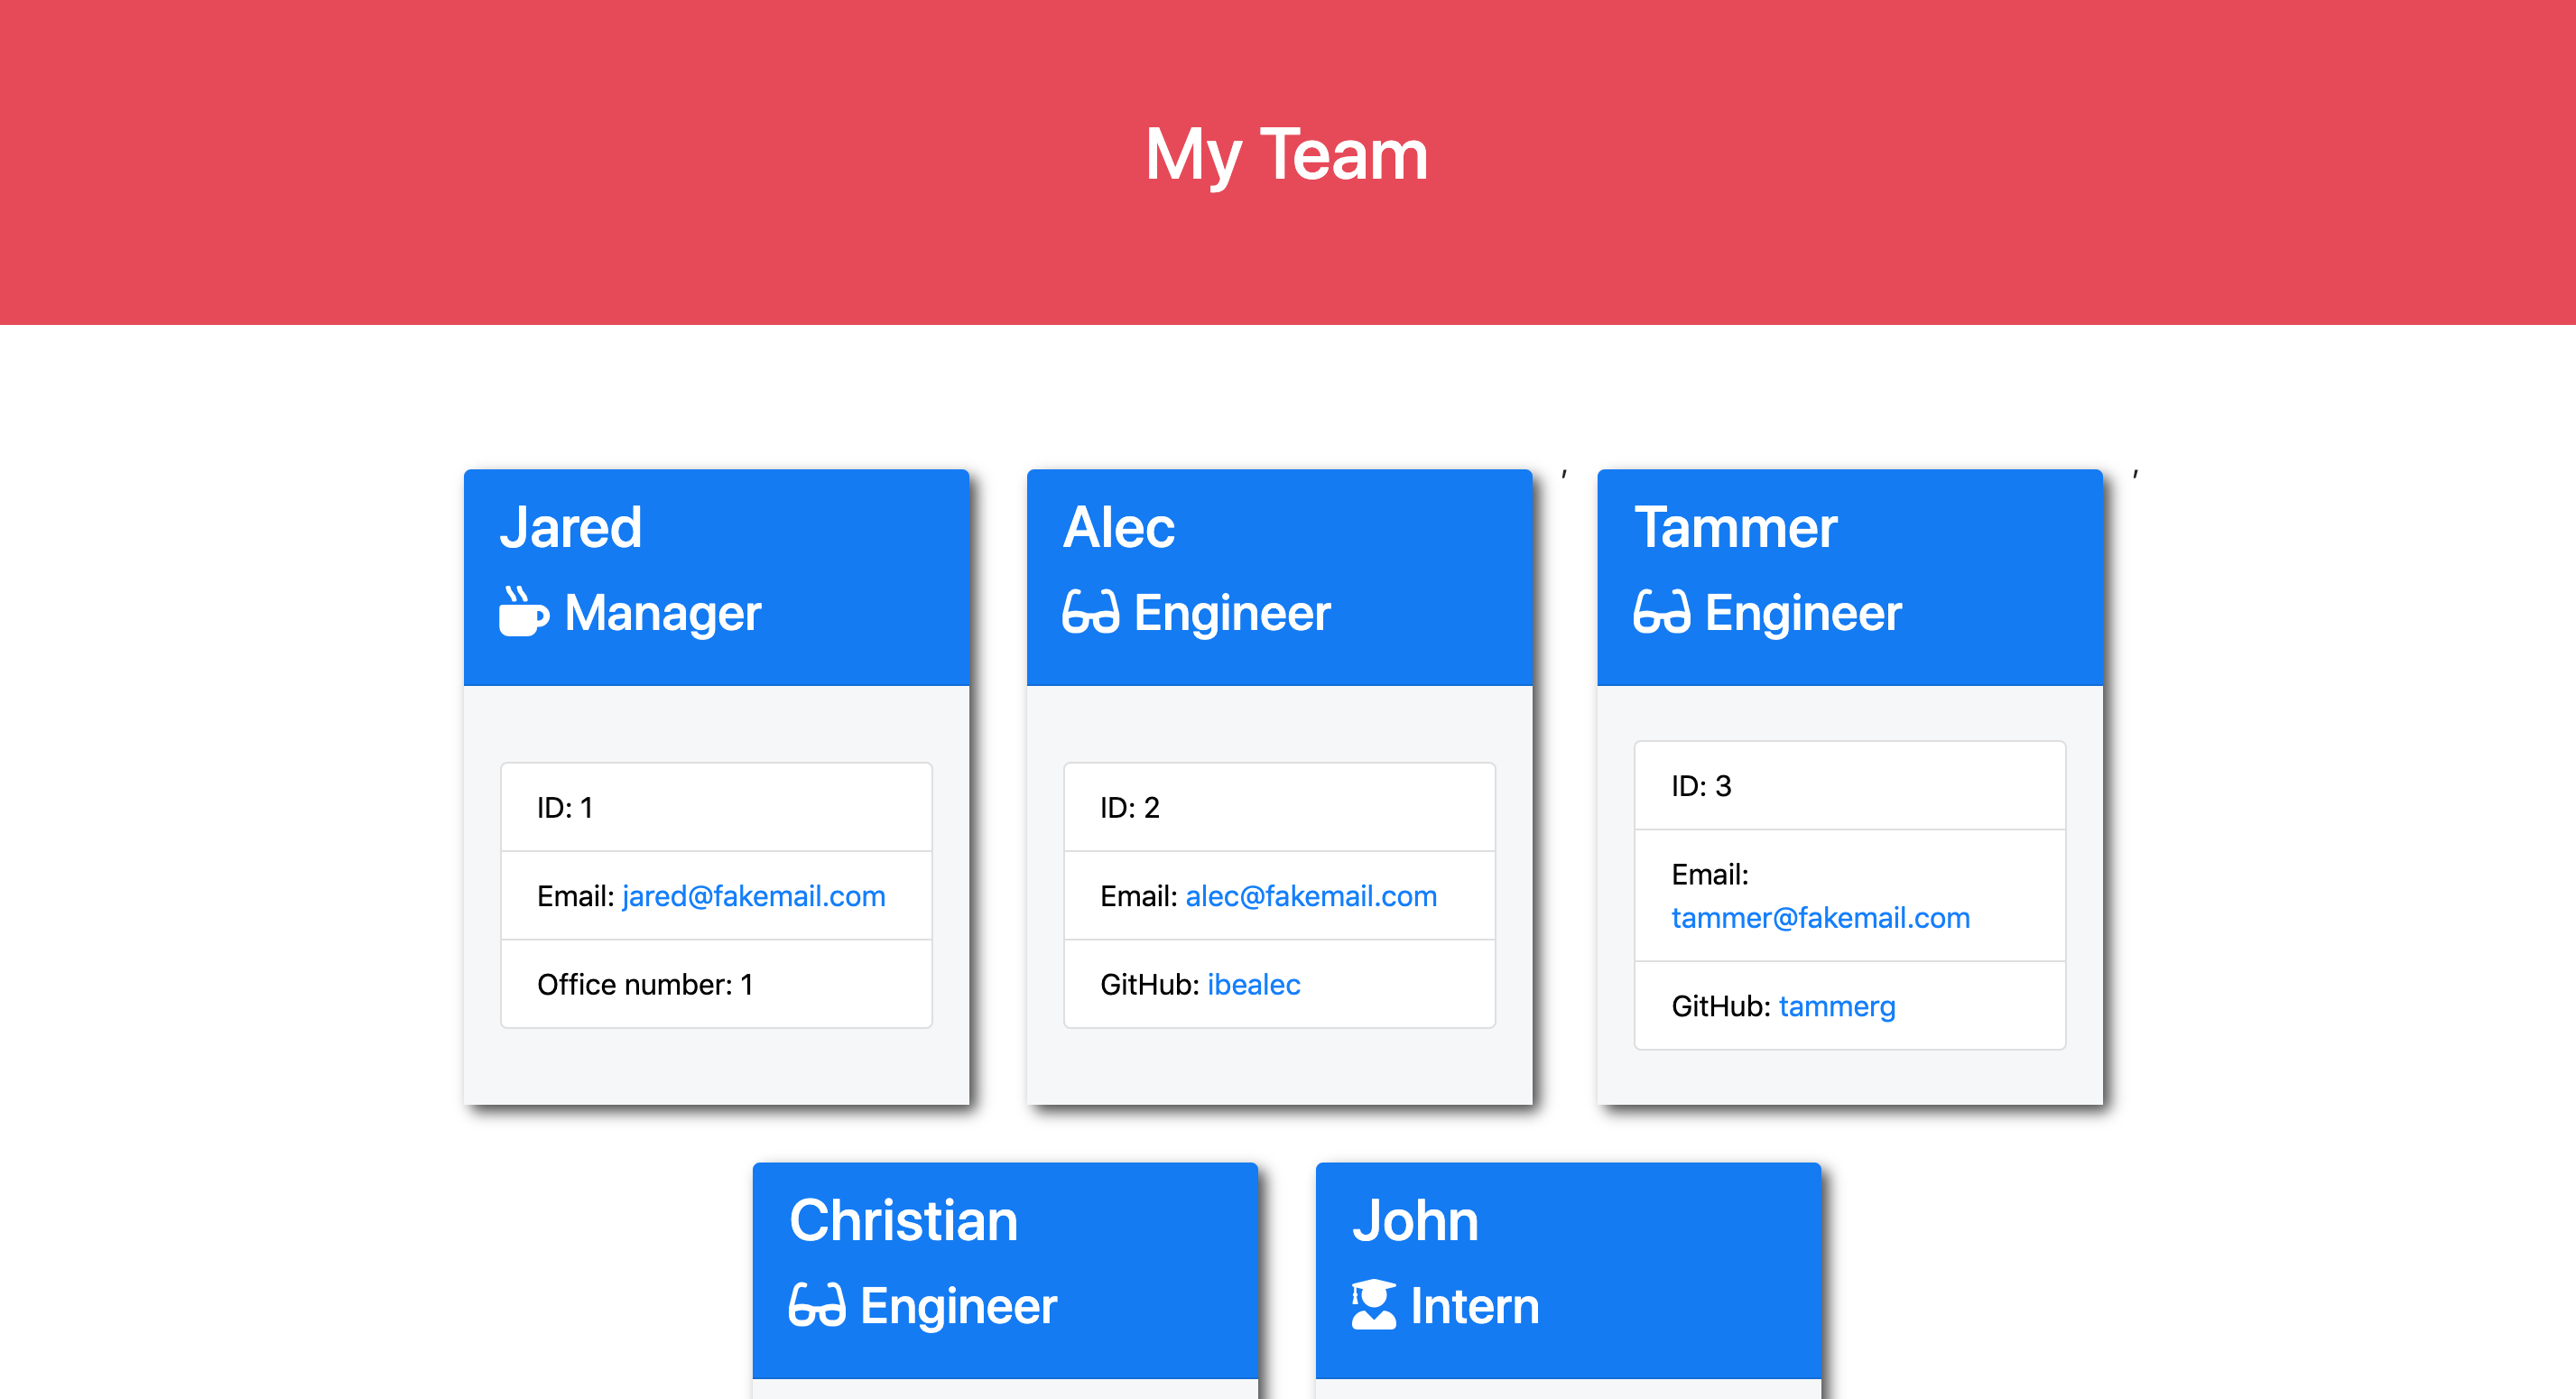 My Team
Jared
Manager
ID: 1
Email: jared@fakemail.com
Office number: 1
Alec
Engineer
ID: 2
Email: alec@fakemail.com
GitHub: ibealec
,
Tammer
Engineer
ID: 3
Email:
tammer@fakemail.com
GitHub: tammerg
,
Christian
Engineer
John
Intern